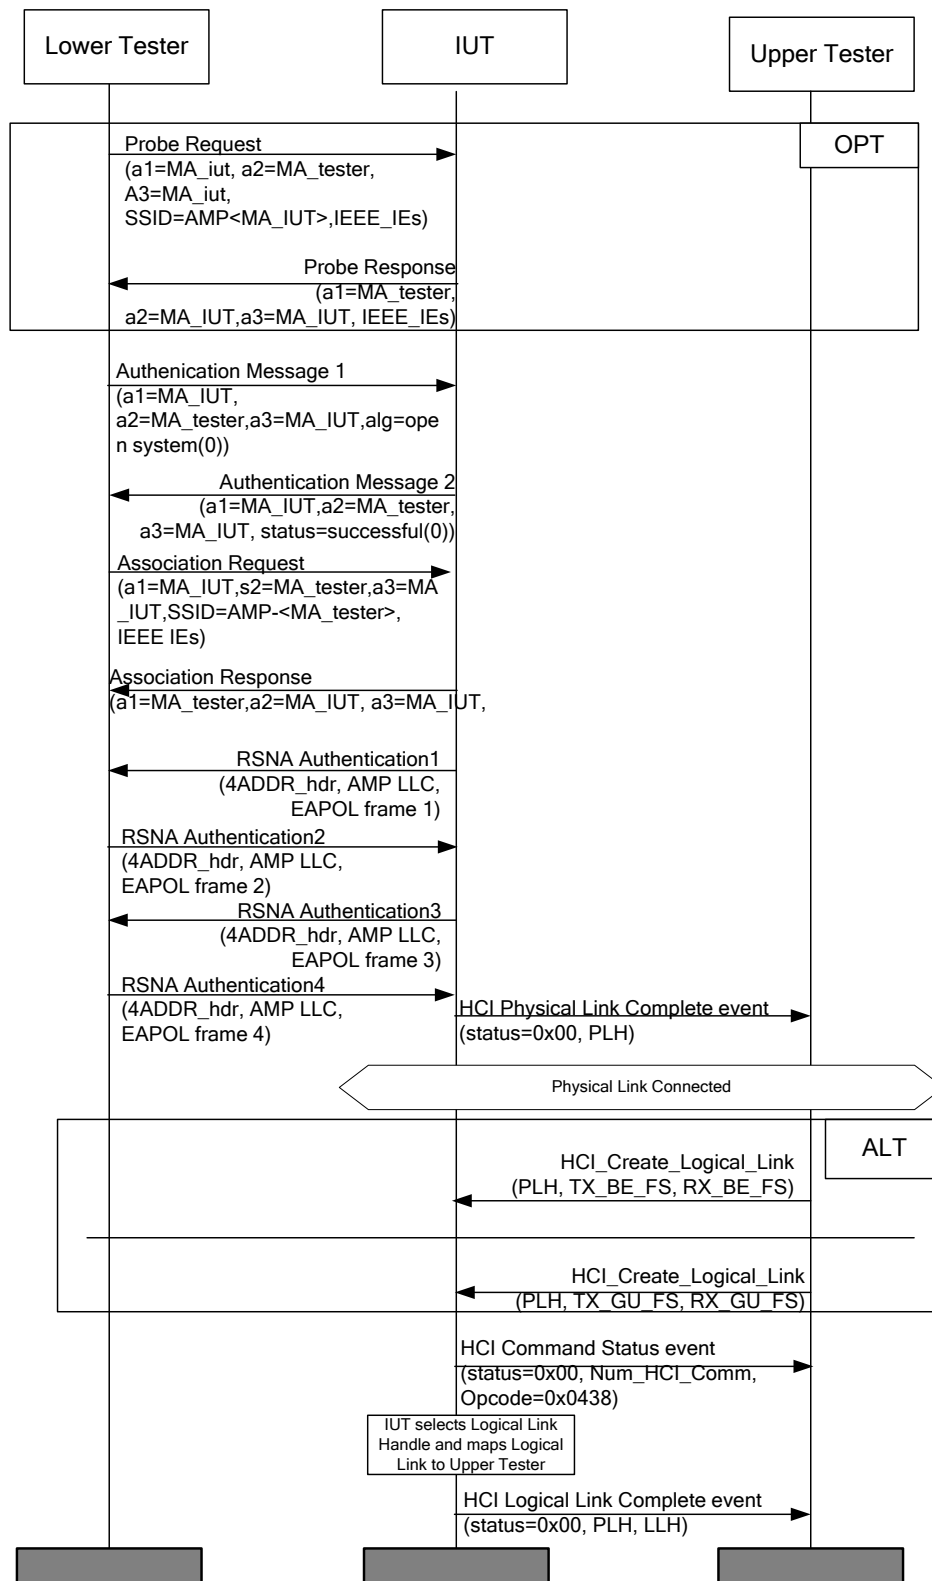 Lower Tester
IUT
Upper Tester
OPT
Probe Request
(a1=MA_iut, a2=MA_tester,
A3=MA_iut,
SSID=AMP<MA_IUT>,IEEE_IEs)
Probe Response
(a1=MA_tester,
a2=MA_IUT,a3=MA_IUT, IEEE_IEs)
Authenication Message 1
(a1=MA_IUT,
a2=MA_tester,a3=MA_IUT,alg=ope
n system(0))
Authentication Message 2
(a1=MA_IUT,a2=MA_tester,
a3=MA_IUT, status=successful(0))
Association Request
(a1=MA_IUT,s2=MA_tester,a3=MA
_IUT,SSID=AMP-<MA_tester>,
IEEE IEs)
Association Response
(a1=MA_tester,a2=MA_IUT, a3=MA_IUT,
RSNA Authentication1
(4ADDR_hdr, AMP LLC,
EAPOL frame 1)
RSNA Authentication2
(4ADDR_hdr, AMP LLC,
EAPOL frame 2)
RSNA Authentication3
(4ADDR_hdr, AMP LLC,
EAPOL frame 3)
RSNA Authentication4
(4ADDR_hdr, AMP LLC,
EAPOL frame 4)
HCI Physical Link Complete event
(status=0x00, PLH)
Physical Link Connected
ALT
HCI_Create_Logical_Link
(PLH, TX_BE_FS, RX_BE_FS)
HCI_Create_Logical_Link
(PLH, TX_GU_FS, RX_GU_FS)
HCI Command Status event
(status=0x00, Num_HCI_Comm,
Opcode=0x0438)
IUT selects Logical Link
Handle and maps Logical
Link to Upper Tester
HCI Logical Link Complete event
(status=0x00, PLH, LLH)